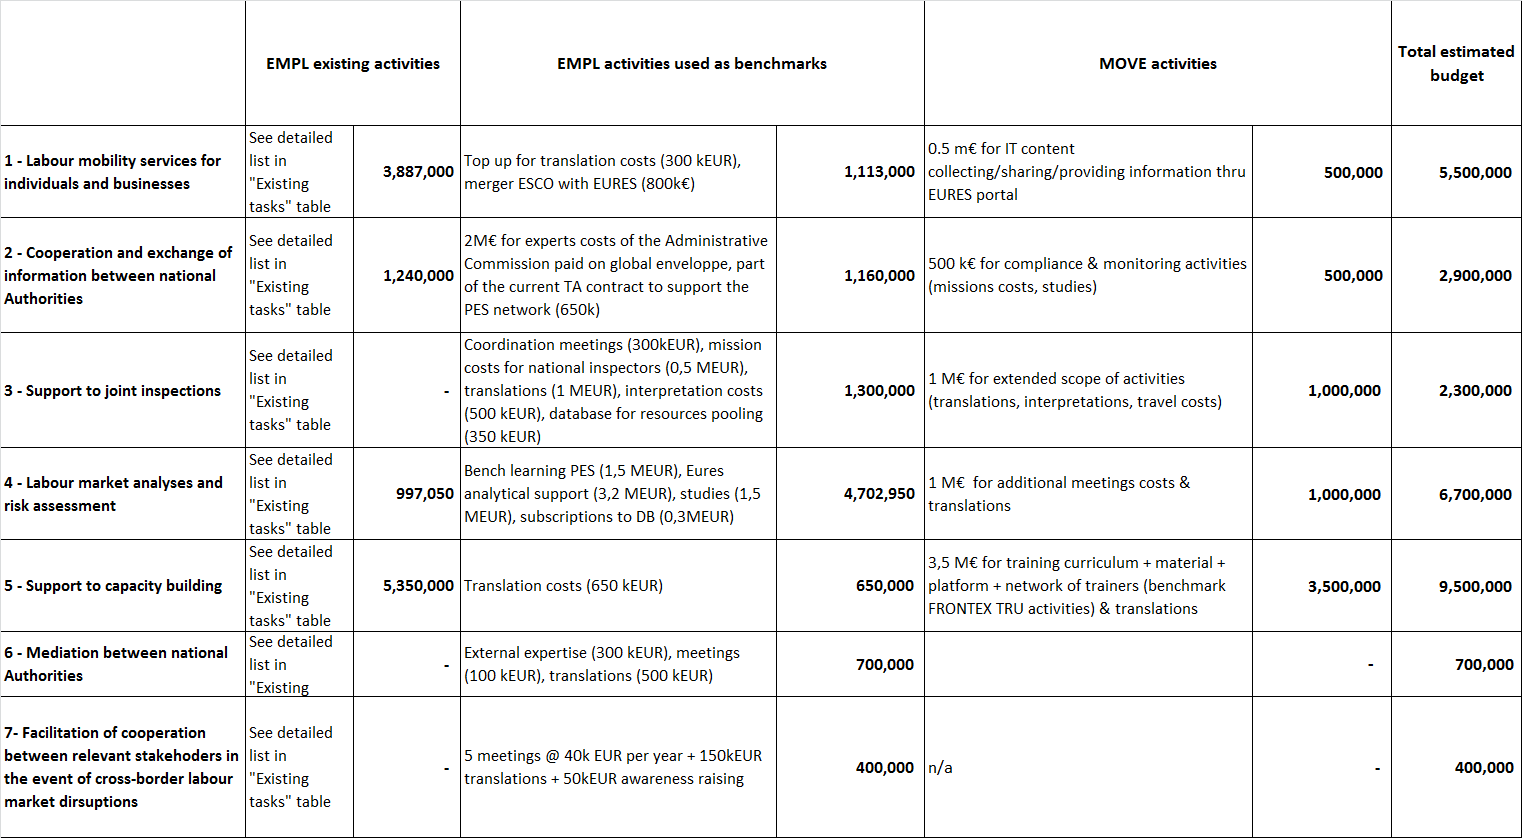 EMPL existing activities
EMPL activities used as benchmarks
MOVE activities
Total estimated
budget
1 - Labour mobility services for
individuals and businesses
See detailed
list in
"Existing
tasks" table
3,887,000
Top up for translation costs (300 kEUR),
merger ESCO with EURES (800k€)
1,113,000
0.5 m€ for IT content
collecting/sharing/providing information thru
EURES portal
500,000
5,500,000
2 - Cooperation and exchange of
information between national
Authorities
See detailed
list in
"Existing
tasks" table
1,240,000
2M€ for experts costs of the Administrative
Commission paid on global enveloppe, part
of the current TA contract to support the
PES network (650k)
1,160,000
500 k€ for compliance & monitoring activities
(missions costs, studies)
500,000
2,900,000
3 - Support to joint inspections
See detailed
list in
"Existing
tasks" table
-
Coordination meetings (300kEUR), mission
costs for national inspectors (0,5 MEUR),
translations (1 MEUR), interpretation costs
(500 kEUR), database for resources pooling
(350 kEUR)
1,300,000
1 M€ for extended scope of activities
(translations, interpretations, travel costs)
1,000,000
2,300,000
4 - Labour market analyses and
risk assessment
See detailed
list in
"Existing
tasks" table
997,050
Bench learning PES (1,5 MEUR), Eures
analytical support (3,2 MEUR), studies (1,5
MEUR), subscriptions to DB (0,3MEUR)
4,702,950
1 M€  for additional meetings costs &
translations
1,000,000
6,700,000
5 - Support to capacity building
See detailed
list in
"Existing
tasks" table
5,350,000
Translation costs (650 kEUR)
650,000
3,5 M€ for training curriculum + material +
platform + network of trainers (benchmark
FRONTEX TRU activities) & translations
3,500,000
9,500,000
6 - Mediation between national
Authorities
See detailed
list in
"Existing
-
External expertise (300 kEUR), meetings
(100 kEUR), translations (500 kEUR)
700,000
-
700,000
7- Facilitation of cooperation
between relevant stakehoders in
the event of cross-border labour
market dirsuptions
See detailed
list in
"Existing
tasks" table
-
5 meetings @ 40k EUR per year + 150kEUR
translations + 50kEUR awareness raising
400,000
n/a
-
400,000